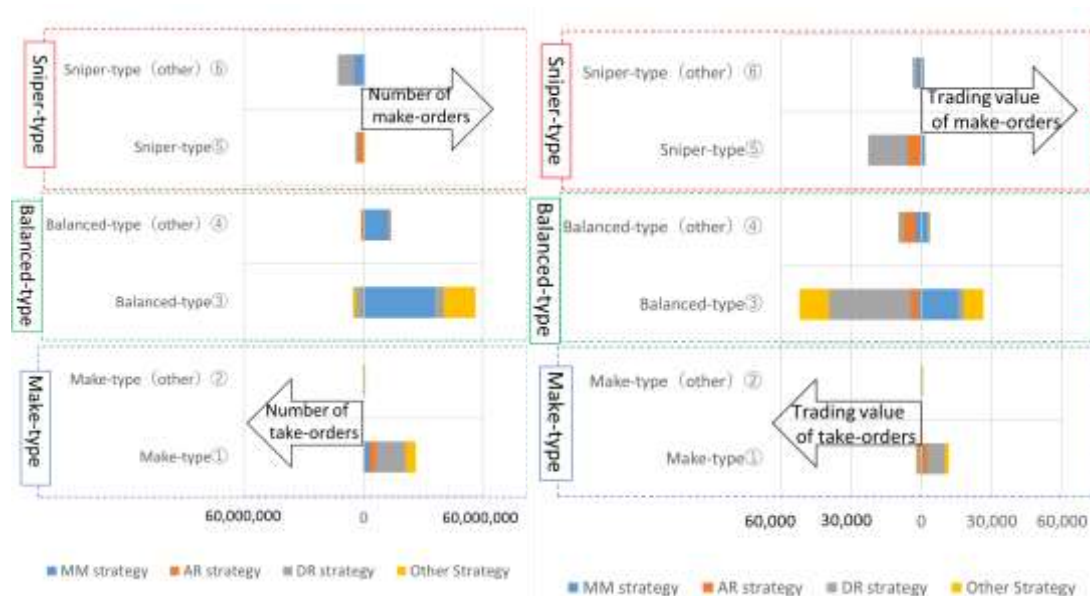 Sniper-type
Sniper-type（other）⑥
Number of
make-orders
Sniper-type⑤
Balanced-type
Balanced-type（other）④
Balanced-type③
Make-type
Make-type（other）②
Number of
take-orders
Make-type①
60,000,000 0 60,000,000
MM strategy AR strategy DR strategy Other Strategy
Sniper-type
Sniper-type（other）⑥
Trading value
of make-orders
Sniper-type⑤
Balanced-type
Balanced-type（other）④
Balanced-type③
Make-type
Make-type（other）②
Trading value
of take-orders
Make-type①
60,000 30,000 0 30,000 60,000
MM strategy AR strategy DR strategy Other Strategy